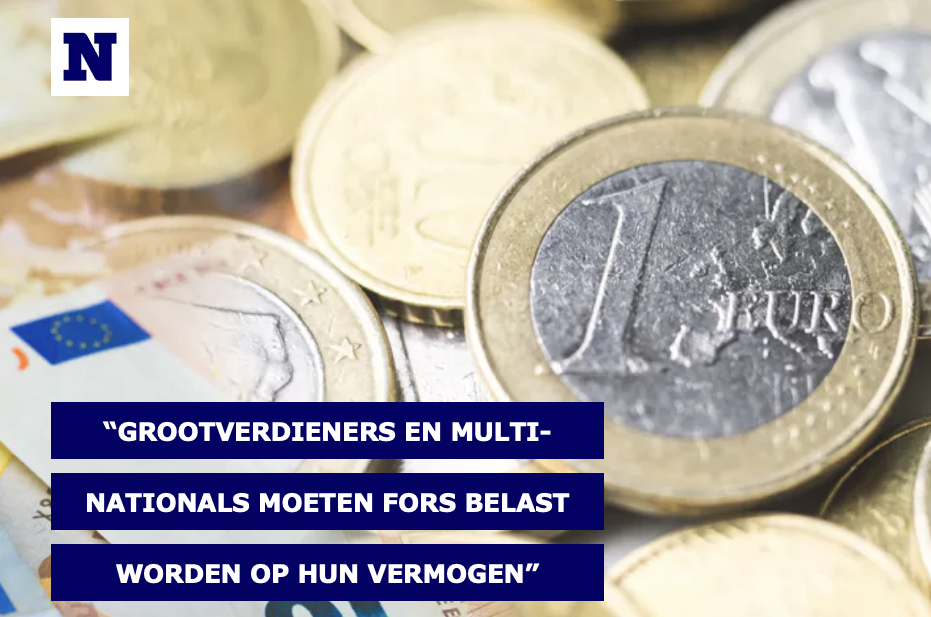 N
1
EURO
“GROOTVERDIENERS EN MULTI-
NATIONALS MOETEN FORS BELAST
WORDEN OP HUN VERMOGEN”